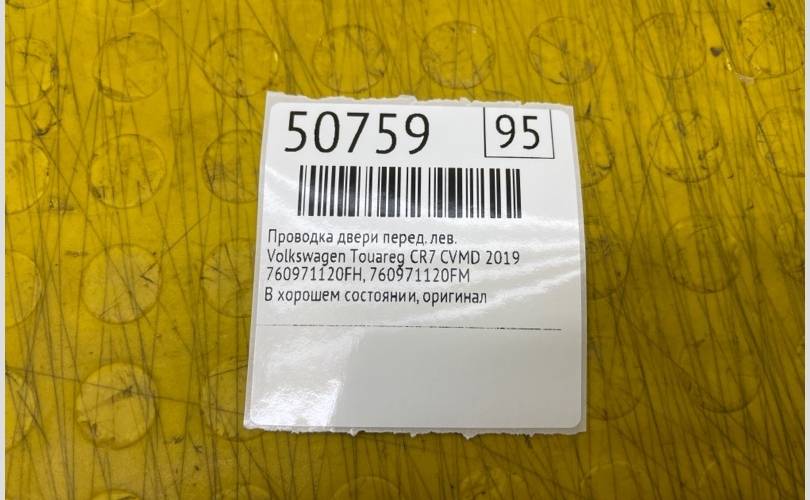 50759 95
Проводка двери перед. лев.
Volkswagen Touareg CR7 CVMD 2019
760971120FH, 760971120FM
В хорошем состоянии, оригинал